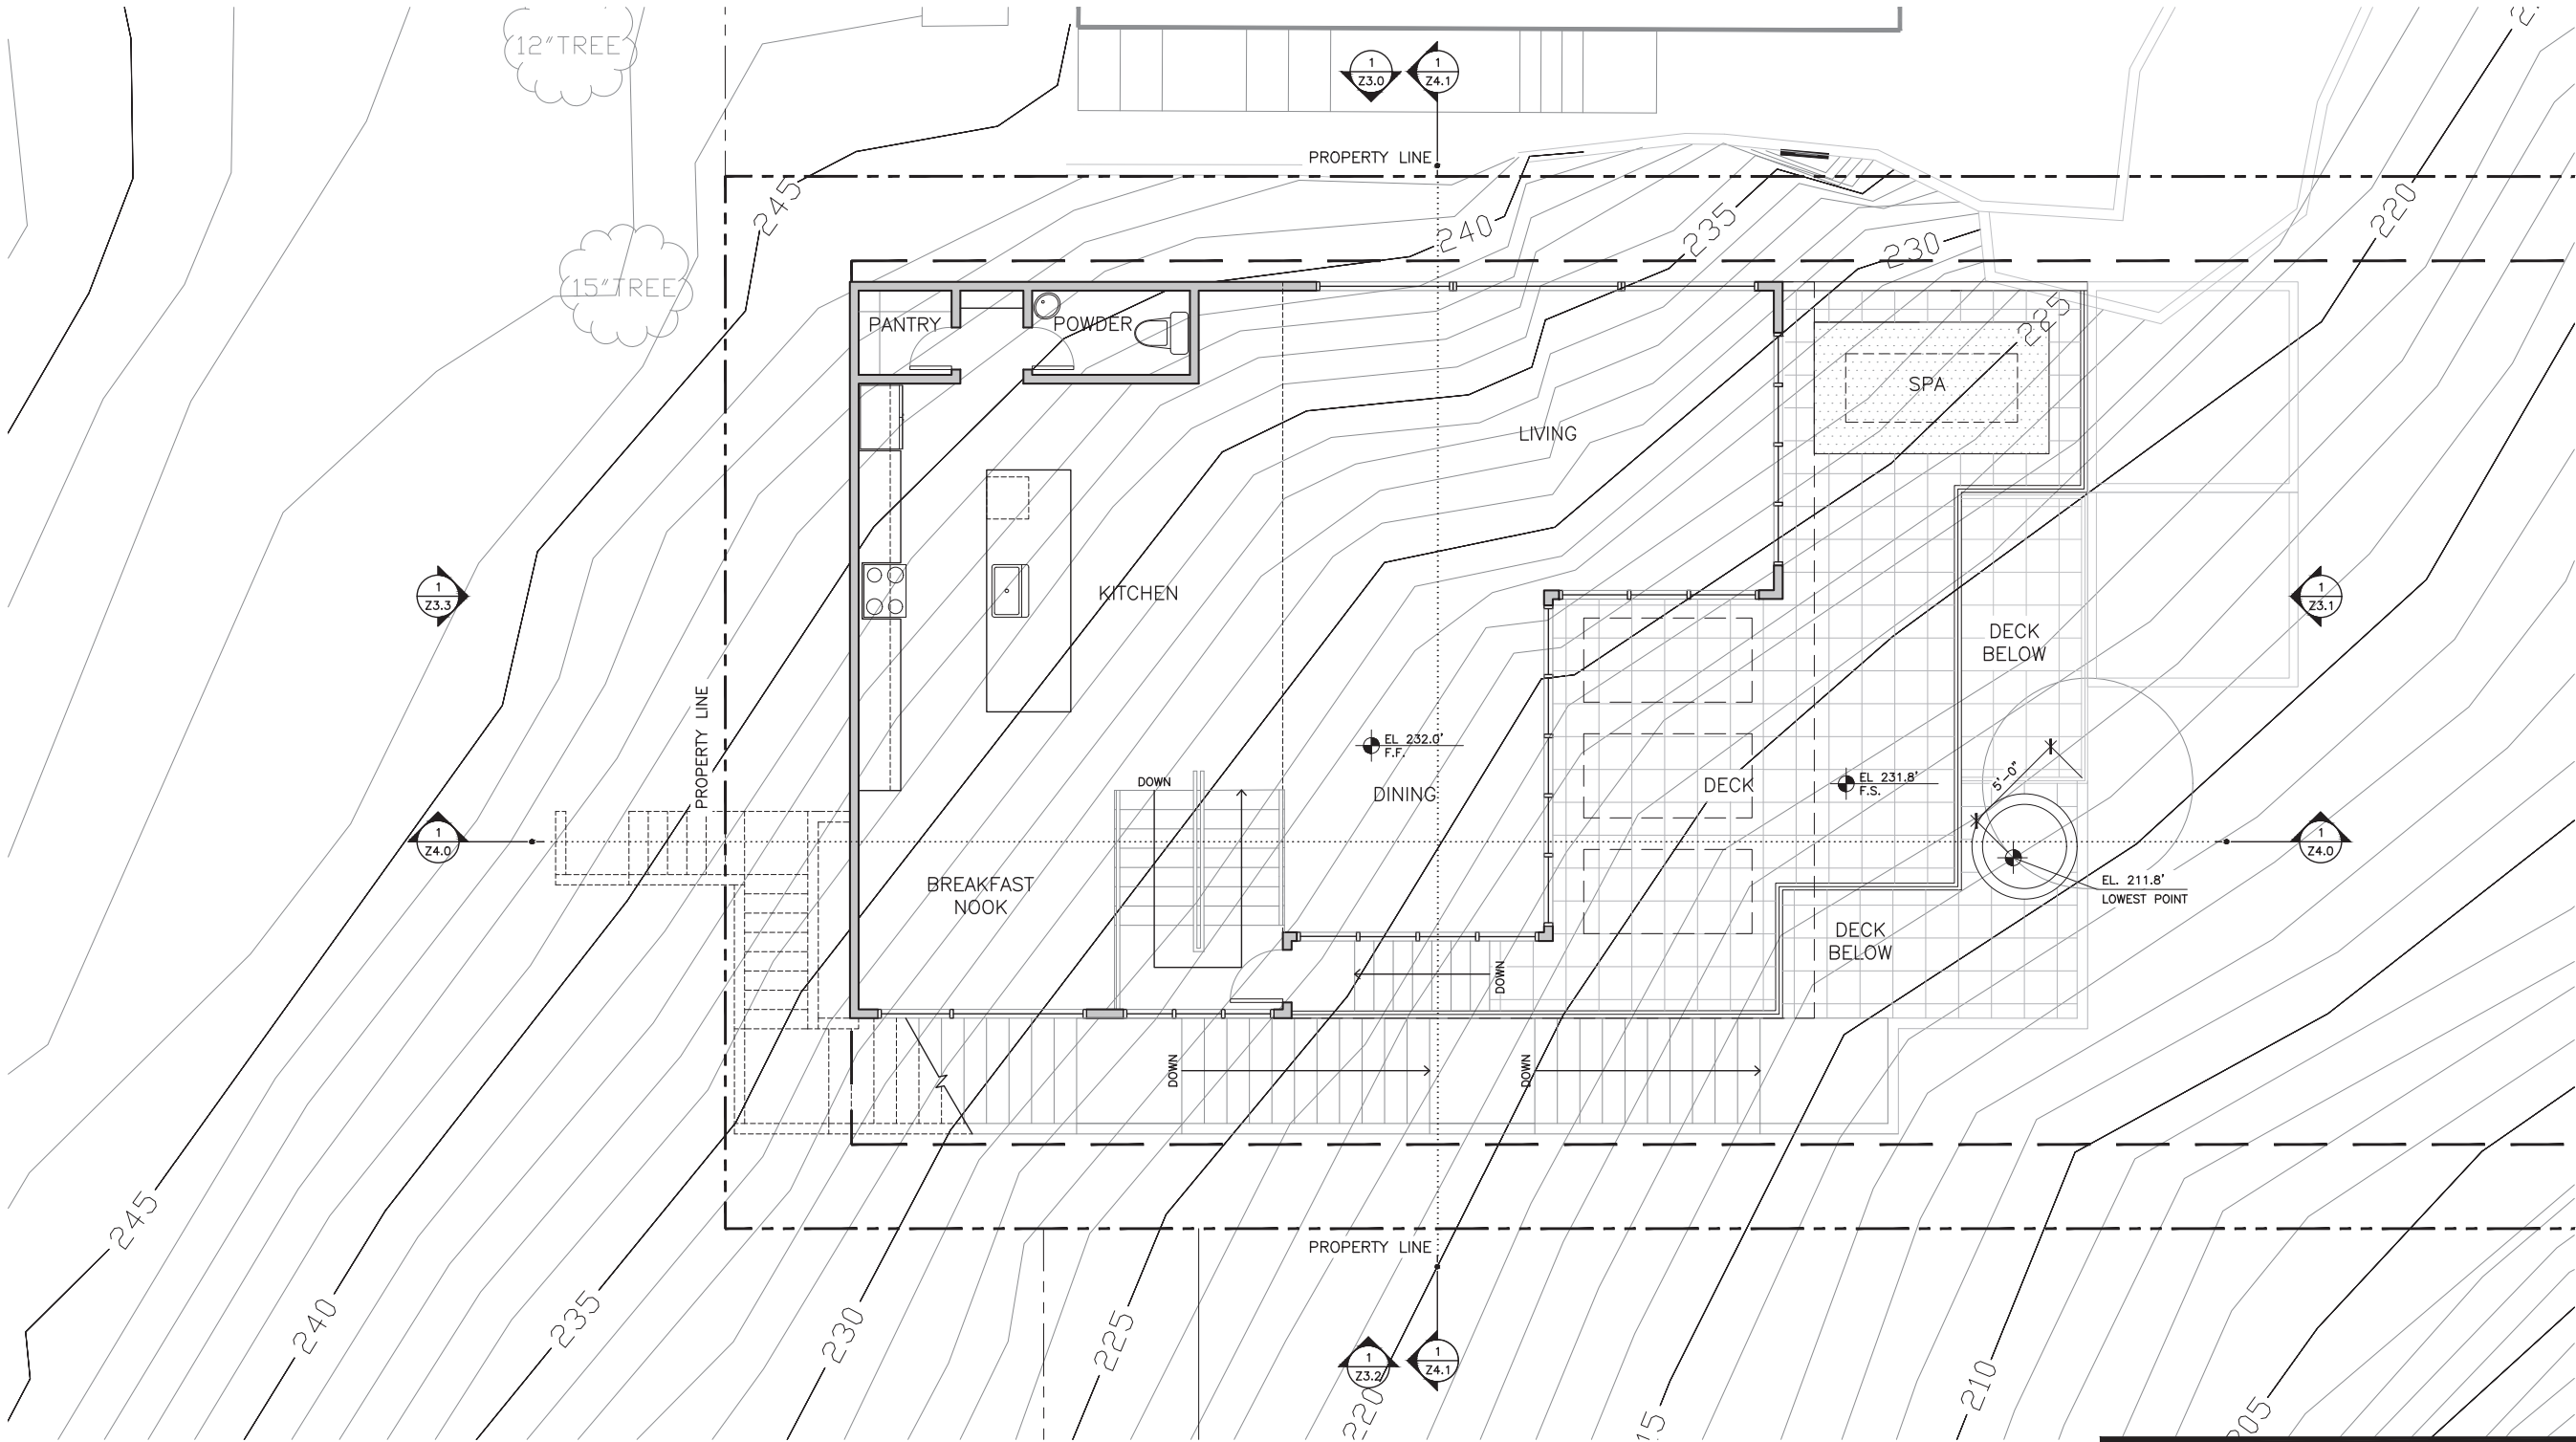 12"TREE
1
Z3.0
1
Z4.1
PROPERTY LINE
245
240
235
230
220
15"TREE
PANTRY
POWDER
225
SPA
LIVING
1
Z3.3
KITCHEN
1
Z3.1
DECK
BELOW
PROPERTY LINE
EL 232.0'
F.F.
DOWN
DINING
DECK
EL 231.8'
F.S.
5'-0"
1
Z4.0
1
Z4.0
BREAKFAST
NOOK
EL. 211.8'
LOWEST POINT
DECK
BELOW
DOWN
DOWN
DOWN
PROPERTY LINE
245
240
235
230
225
1
Z3.2
1
Z4.1
220
15
210
205